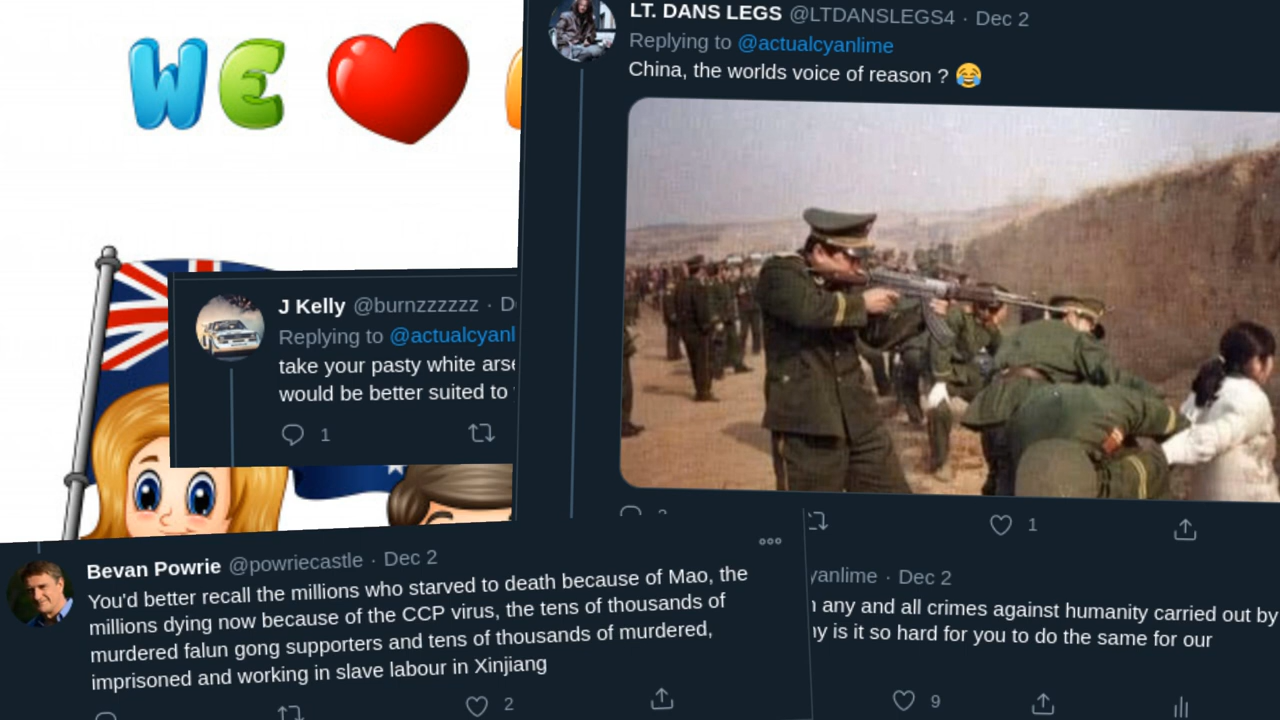 WE
LT. DANS LEGS @LTDANSLEGS4 · Dec 2
Replying to @actualcyanlime
China, the worlds voice of reason ? 😂
J Kelly @burnzzzzzz ·
Replying to @actualcyanl
take your pasty white arse
would be better suited to
1
Bevan Powrie @powriecastle · Dec 2
You'd better recall the millions who starved to death because of Mao, the
millions dying now because of the CCP virus, the tens of thousands of
murdered falun gong supporters and tens of thousands of murdered,
imprisoned and working in slave labour in Xinjiang
2
1
yanlime · Dec 2
any and all crimes against humanity carried out by
is it so hard for you to do the same for our
9